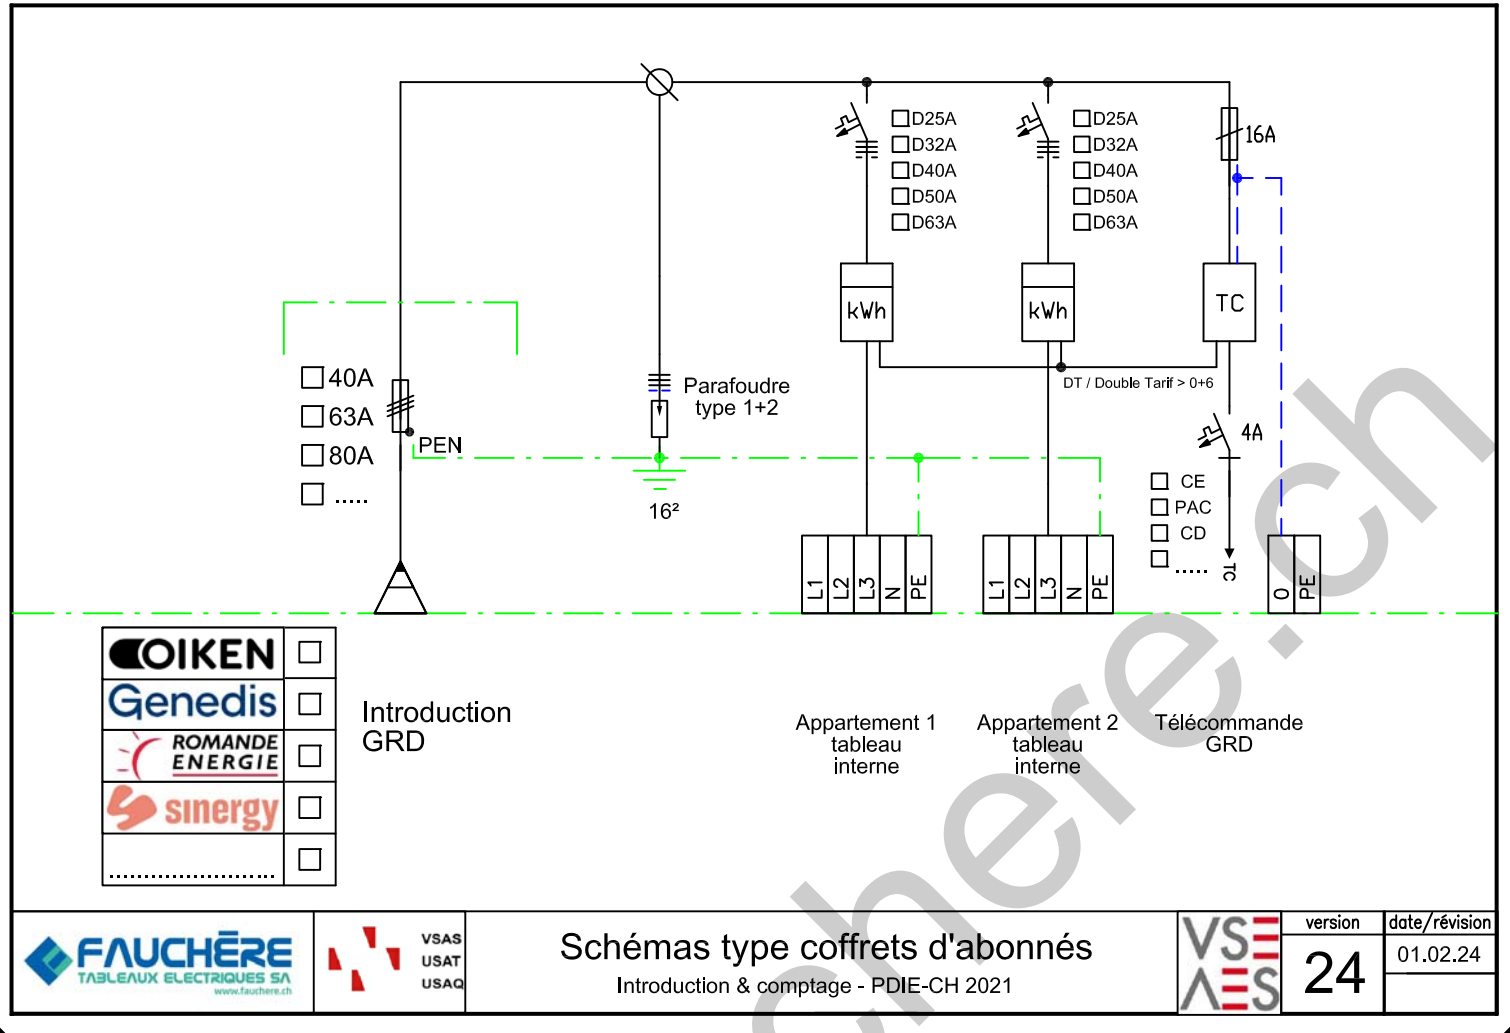 16A
D25A
D32A
D40A
D50A
D63A
D25A
D32A
D40A
D50A
D63A
kWh
kWh
TC
DT / Double Tarif > 0+6
40A
63A
80A
.....
PEN
Parafoudre
type 1+2
16²
4A
CE
PAC
CD
.....
TC
L1
L2
L3
N
PE
L1
L2
L3
N
PE
0
PE
OIKEN
Genedis
ROMANDE
ENERGIE
sinergy
........................
Introduction
GRD
Appartement 1
tableau
interne
Appartement 2
tableau
interne
Télécommande
GRD
chere.ch
FAUCHĒRE
TABLEAUX ELECTRIQUES SA
www.fauchere.ch
VSAS
USAT
USAQ
Schémas type coffrets d'abonnés
Introduction & comptage - PDIE-CH 2021
VSE
AES
version
24
date/révision
01.02.24